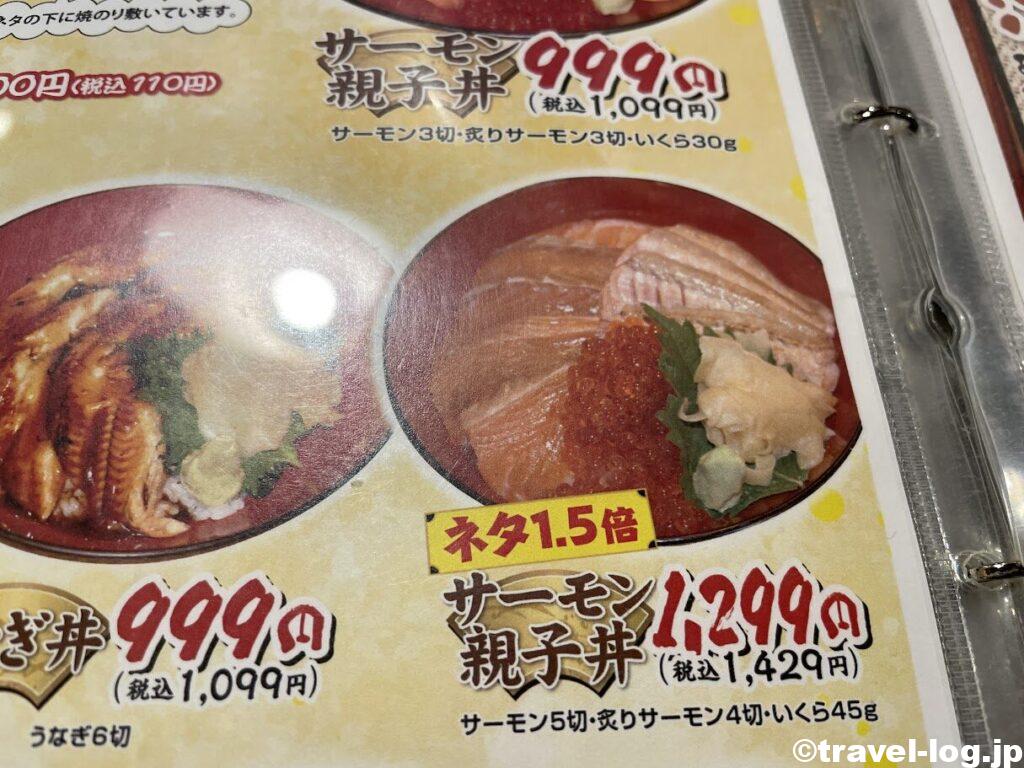 ネタの下に焼のり敷いています。
00円(税込110円)
サーモン
親子丼
999円
(税込1,099円)
サーモン3切・炙りサーモン3切・いくら30g
ネタ1.5倍
ぎ丼
999円
(税込1,099円)
うなぎ6切
サーモン
親子丼
1,299円
(税込1,429円)
サーモン5切・炙りサーモン4切・いくら45g
©travel-log.jp